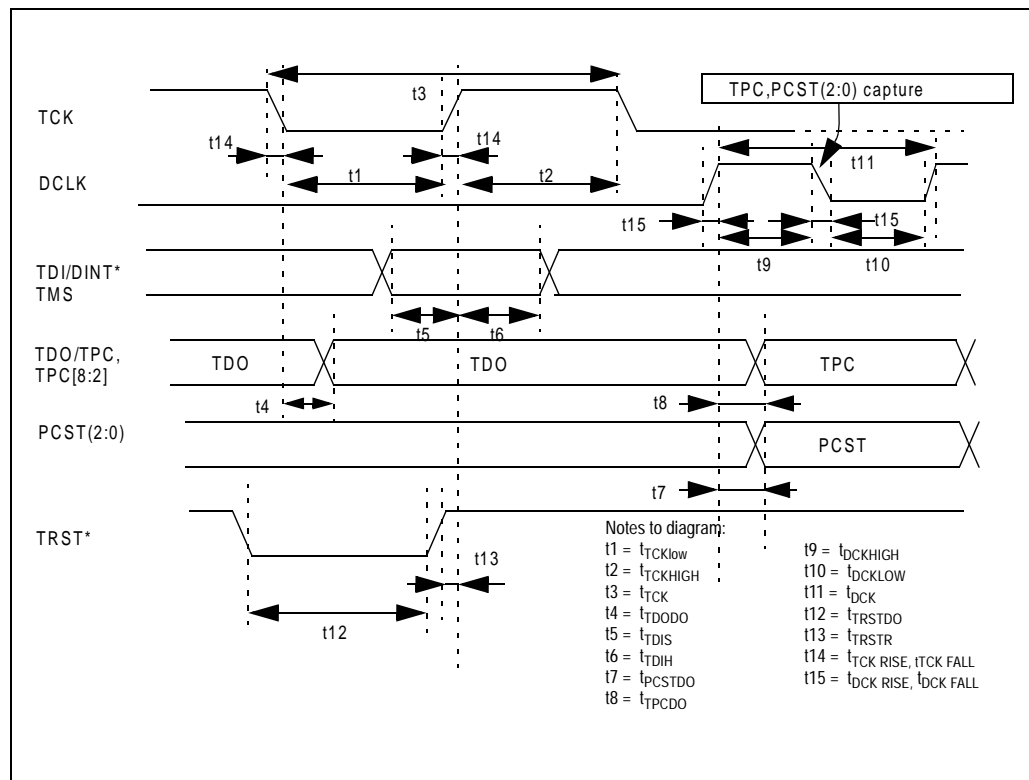 t3
TPC,PCST(2:0) capture
TCK
t14
t14
t11
t1
t2
DCLK
t15
t15
t9
t10
TDI/DINT*
TMS
t5
t6
TDO/TPC,
TPC[8:2]
TDO
TDO
TPC
t4
t8
PCST(2:0)
PCST
t7
TRST*
t13
t12
Notes to diagram:
t1 = tTCKlow
t2 = tTCKHIGH
t3 = tTCK
t4 = tTDODO
t5 = tTDIS
t6 = tTDIH
t7 = tPCSTDO
t8 = tTPCDO
t9 = tDCKHIGH
t10 = tDCKLOW
t11 = tDCK
t12 = tTRSTDO
t13 = tTRSTR
t14 = tTCK RISE, tTCK FALL
t15 = tDCK RISE, tDCK FALL